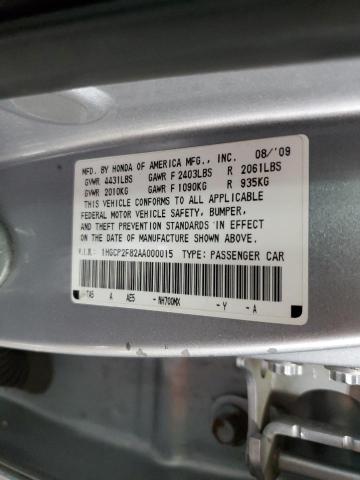 MFD. BY HONDA OF AMERICA MFG., INC. 08/'09
GVWR 4431LBS GAWR F 2403LBS R 2061LBS
GVWR 2010KG GAWR F 1090KG R 935KG
THIS VEHICLE CONFORMS TO ALL APPLICABLE
FEDERAL MOTOR VEHICLE SAFETY, BUMPER,
AND THEFT PREVENTION STANDARDS IN EFFECT
ON THE DATE OF MANUFACTURE SHOWN ABOVE.
V.I.N.: 1HGCP2F82AA000015 TYPE: PASSENGER CAR
TA5 A AE5 NH700MX -Y -A